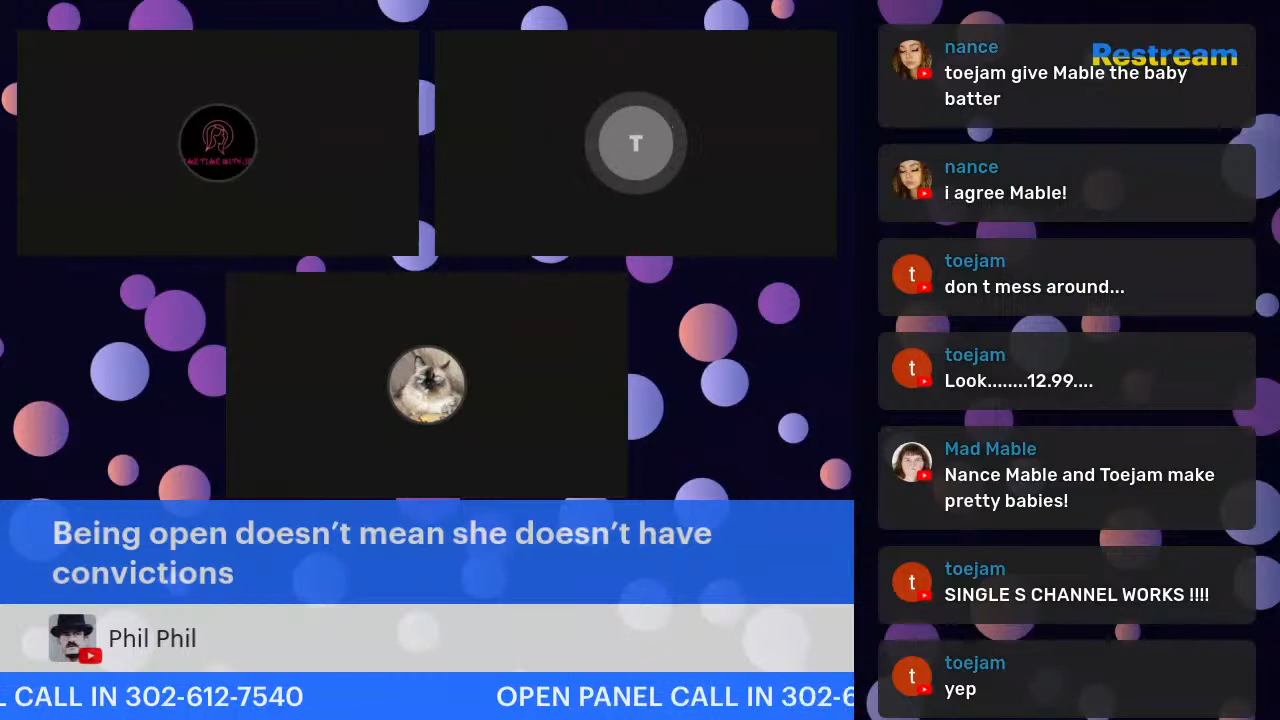 T
Being open doesn’t mean she doesn’t have
convictions
Phil Phil
L CALL IN 302-612-7540
OPEN PANEL CALL IN 302-6
Restream
nance
toejam give Mable the baby
batter
nance
i agree Mable!
t
toejam
don t mess around...
t
toejam
Look........12.99....
Mad Mable
Nance Mable and Toejam make
pretty babies!
t
toejam
SINGLE S CHANNEL WORKS !!!!
t
toejam
yep